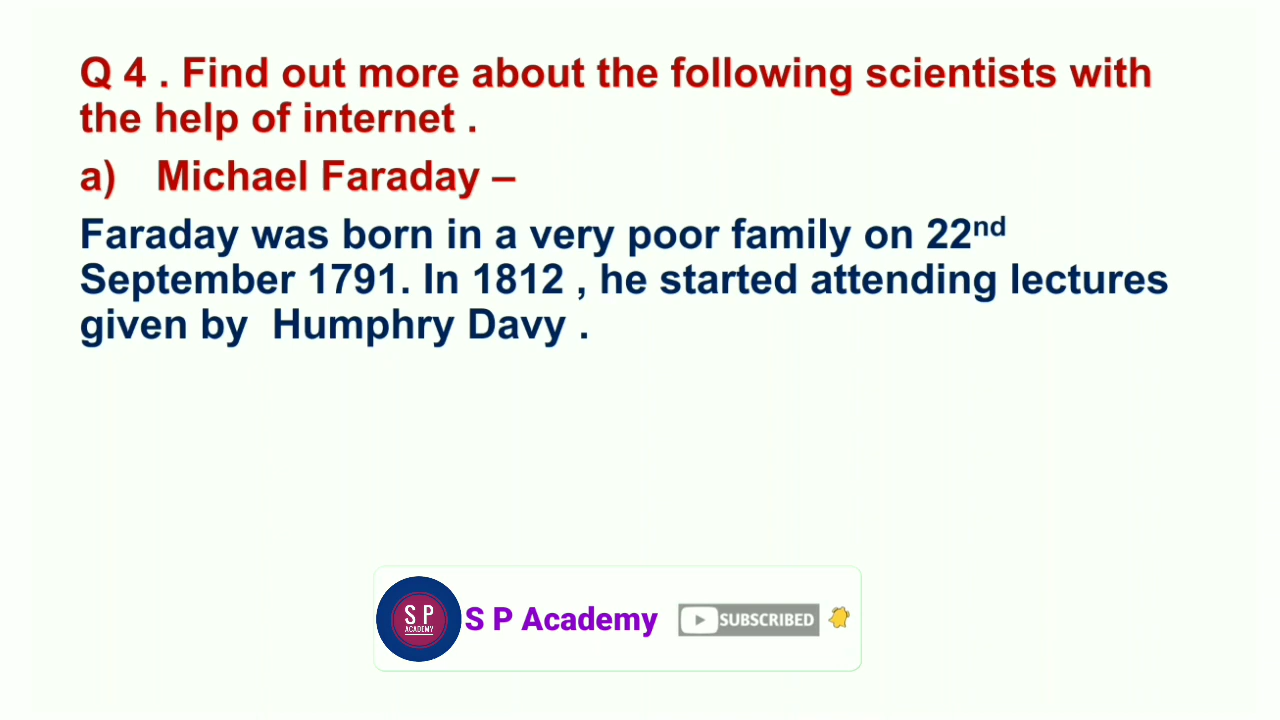 Q 4 . Find out more about the following scientists with
the help of internet .
a) Michael Faraday –
Faraday was born in a very poor family on 22nd
September 1791. In 1812 , he started attending lectures
given by Humphry Davy .
S P
ACADEMY
S P Academy
SUBSCRIBED